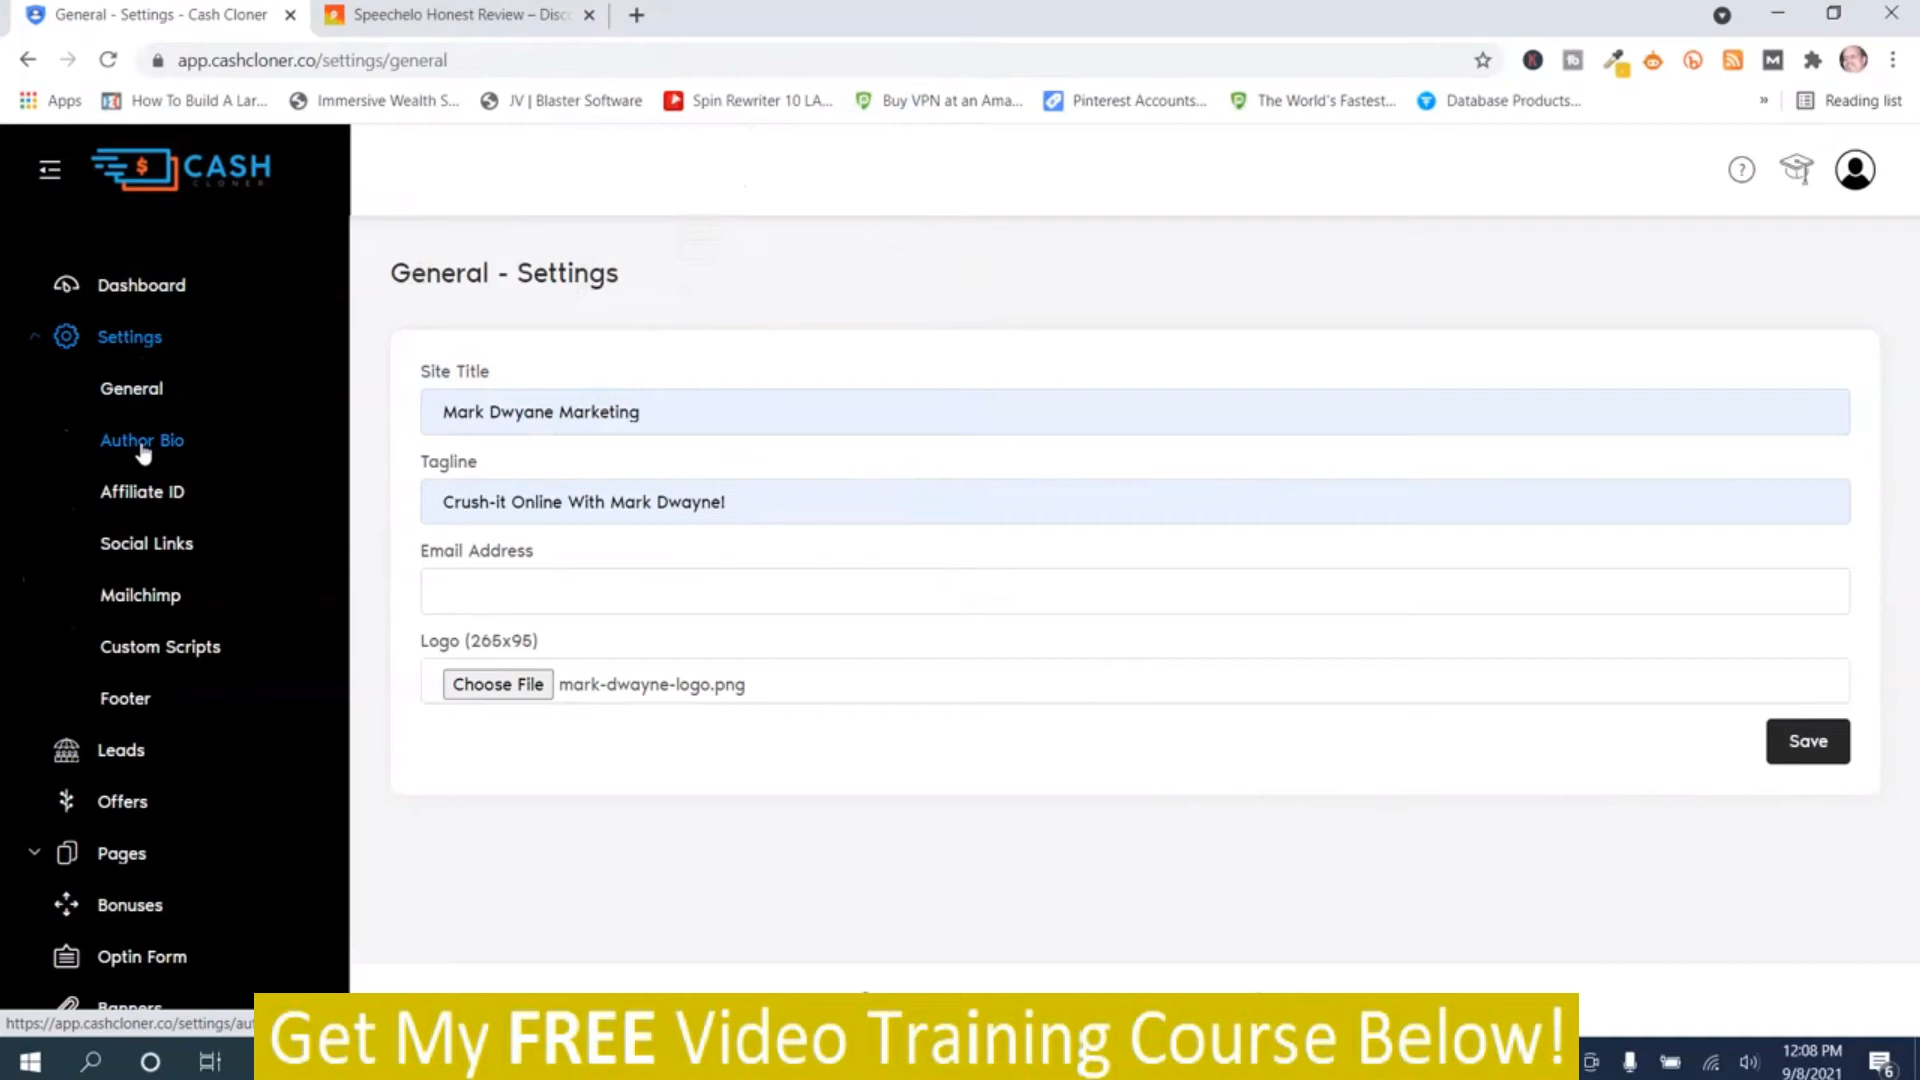 General - Settings - Cash Cloner
Speechelo Honest Review – Disc
app.cashcloner.co/settings/general
Apps
How To Build A Lar...
Immersive Wealth S...
JV | Blaster Software
Spin Rewriter 10 LA...
Buy VPN at an Ama...
Pinterest Accounts...
The World's Fastest...
Database Products...
»
Reading list
CASH
CLONER
Dashboard
Settings
General
Author Bio
Affiliate ID
Social Links
Mailchimp
Custom Scripts
Footer
Leads
Offers
Pages
Bonuses
Optin Form
Banners
General - Settings
Site Title
Mark Dwyane Marketing
Tagline
Crush-it Online With Mark Dwayne!
Email Address
Logo (265x95)
Choose File mark-dwayne-logo.png
Save
https://app.cashcloner.co/settings/au
Get My FREE Video Training Course Below!
12:08 PM
9/8/2021
6